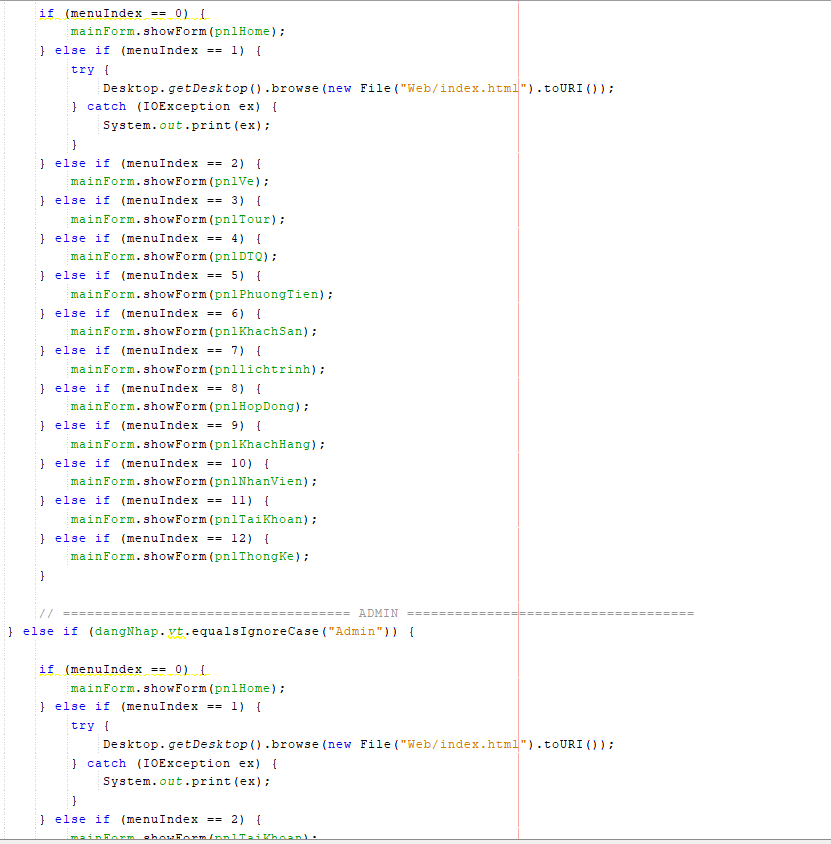 if (menuIndex == 0) {
mainForm.showForm(pnlHome);
} else if (menuIndex == 1) {
try {
Desktop.getDesktop().browse(new File("Web/index.html").toURI());
} catch (IOException ex) {
System.out.print(ex);
}
} else if (menuIndex == 2) {
mainForm.showForm(pnlVe);
} else if (menuIndex == 3) {
mainForm.showForm(pnlTour);
} else if (menuIndex == 4) {
mainForm.showForm(pnlDTQ);
} else if (menuIndex == 5) {
mainForm.showForm(pnlPhuongTien);
} else if (menuIndex == 6) {
mainForm.showForm(pnlKhachSan);
} else if (menuIndex == 7) {
mainForm.showForm(pnllichtrinh);
} else if (menuIndex == 8) {
mainForm.showForm(pnlHopDong);
} else if (menuIndex == 9) {
mainForm.showForm(pnlKhachHang);
} else if (menuIndex == 10) {
mainForm.showForm(pnlNhanVien);
} else if (menuIndex == 11) {
mainForm.showForm(pnlTaiKhoan);
} else if (menuIndex == 12) {
mainForm.showForm(pnlThongKe);
}
// ==================================== ADMIN ====================================
} else if (dangNhap.vt.equalsIgnoreCase("Admin")) {
if (menuIndex == 0) {
mainForm.showForm(pnlHome);
} else if (menuIndex == 1) {
try {
Desktop.getDesktop().browse(new File("Web/index.html").toURI());
} catch (IOException ex) {
System.out.print(ex);
}
} else if (menuIndex == 2) {
mainForm.showForm(pnlTaiKhoan);